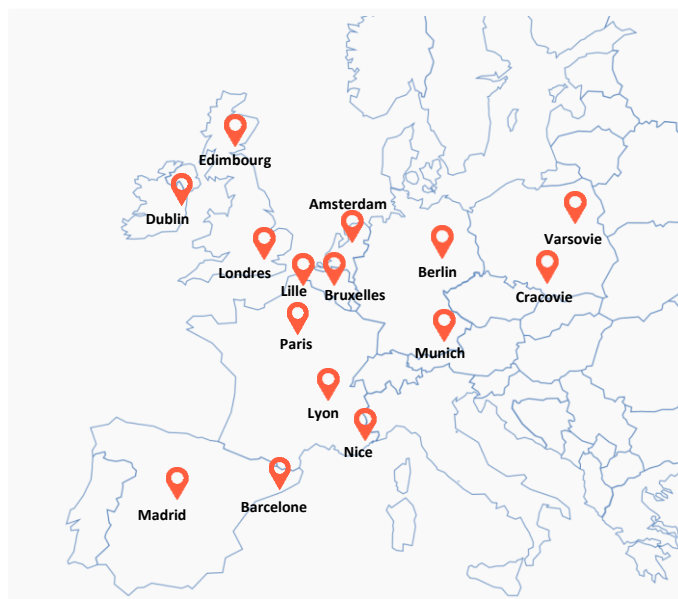 Edimbourg
Amsterdam
Dublin
Varsovie
Londres
Berlin
Lille
Bruxelles
Cracovie
Paris
Munich
Lyon
Nice
Barcelone
Madrid